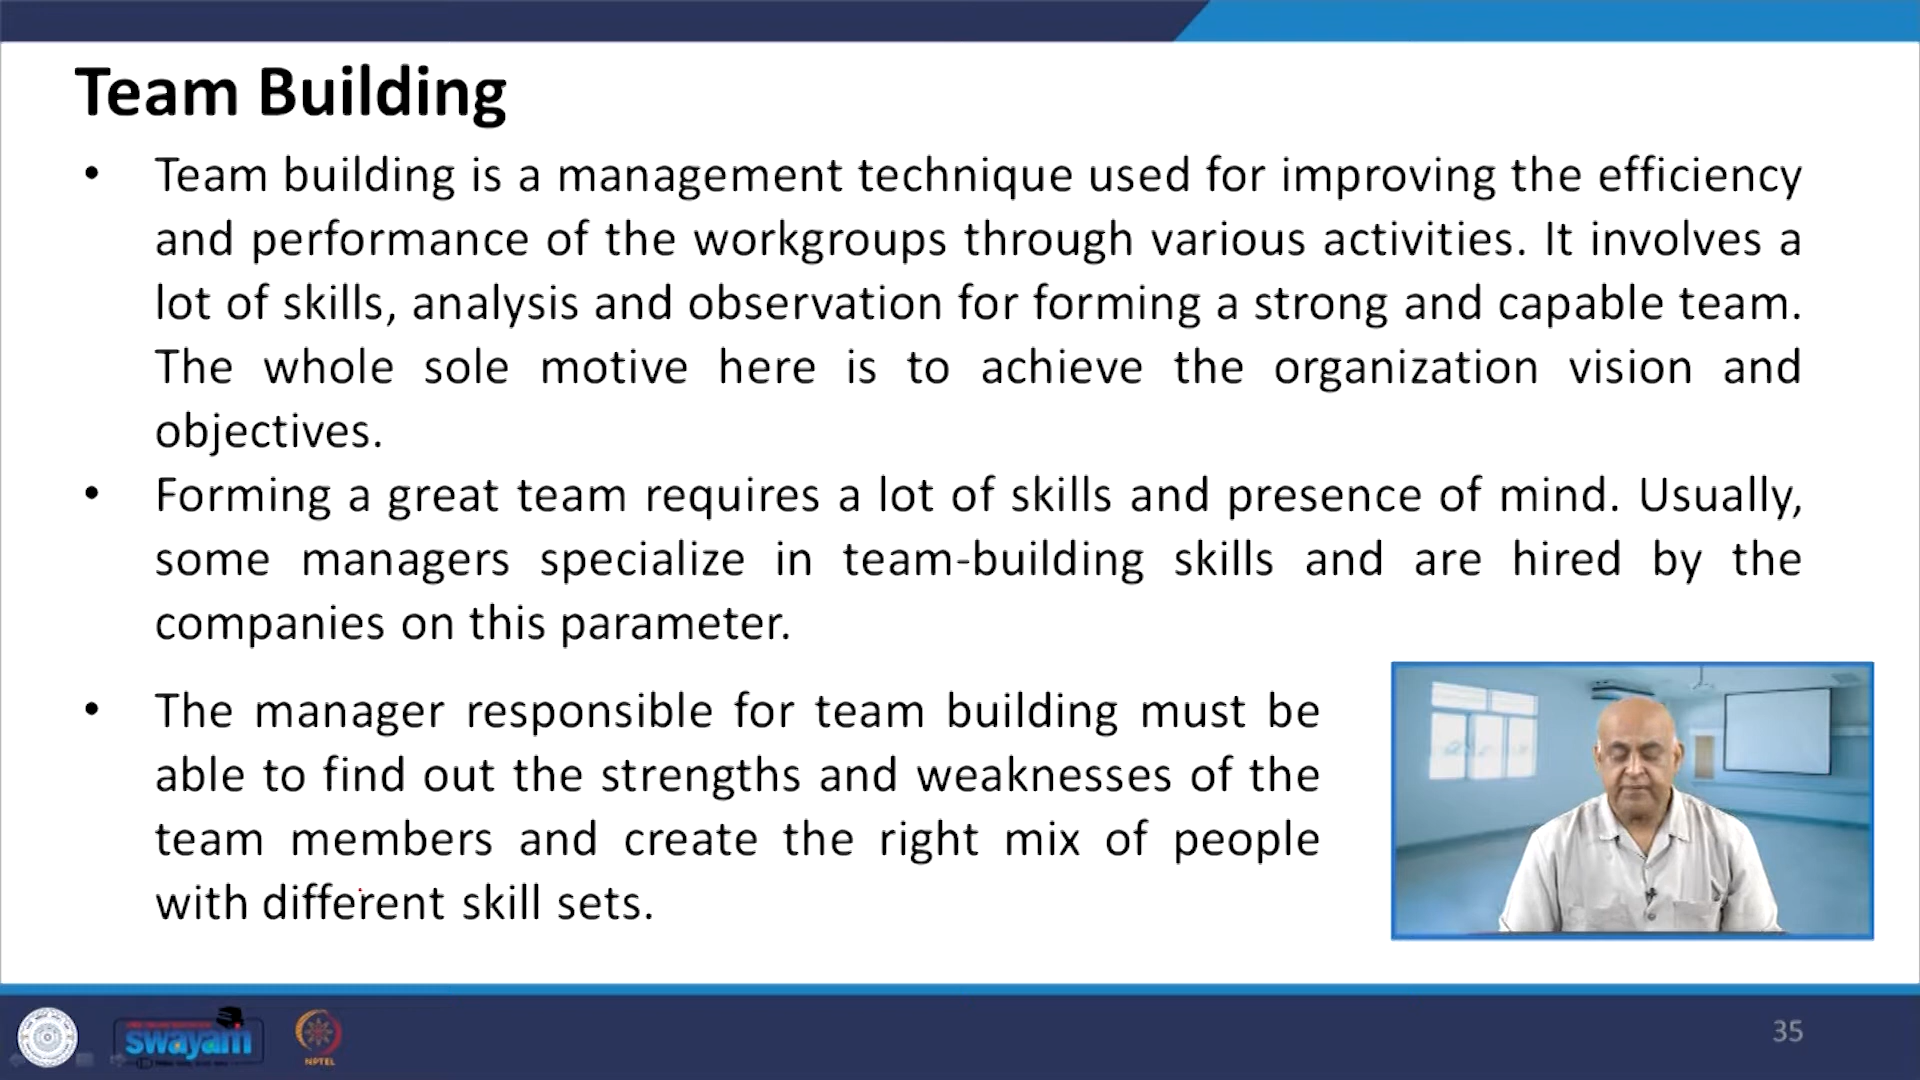 Team Building
• Team building is a management technique used for improving the efficiency
and performance of the workgroups through various activities. It involves a
lot of skills, analysis and observation for forming a strong and capable team.
The whole sole motive here is to achieve the organization vision and
objectives.
• Forming a great team requires a lot of skills and presence of mind. Usually,
some managers specialize in team-building skills and are hired by the
companies on this parameter.
• The manager responsible for team building must be
able to find out the strengths and weaknesses of the
team members and create the right mix of people
with different skill sets.
swayam
NPTEL
35